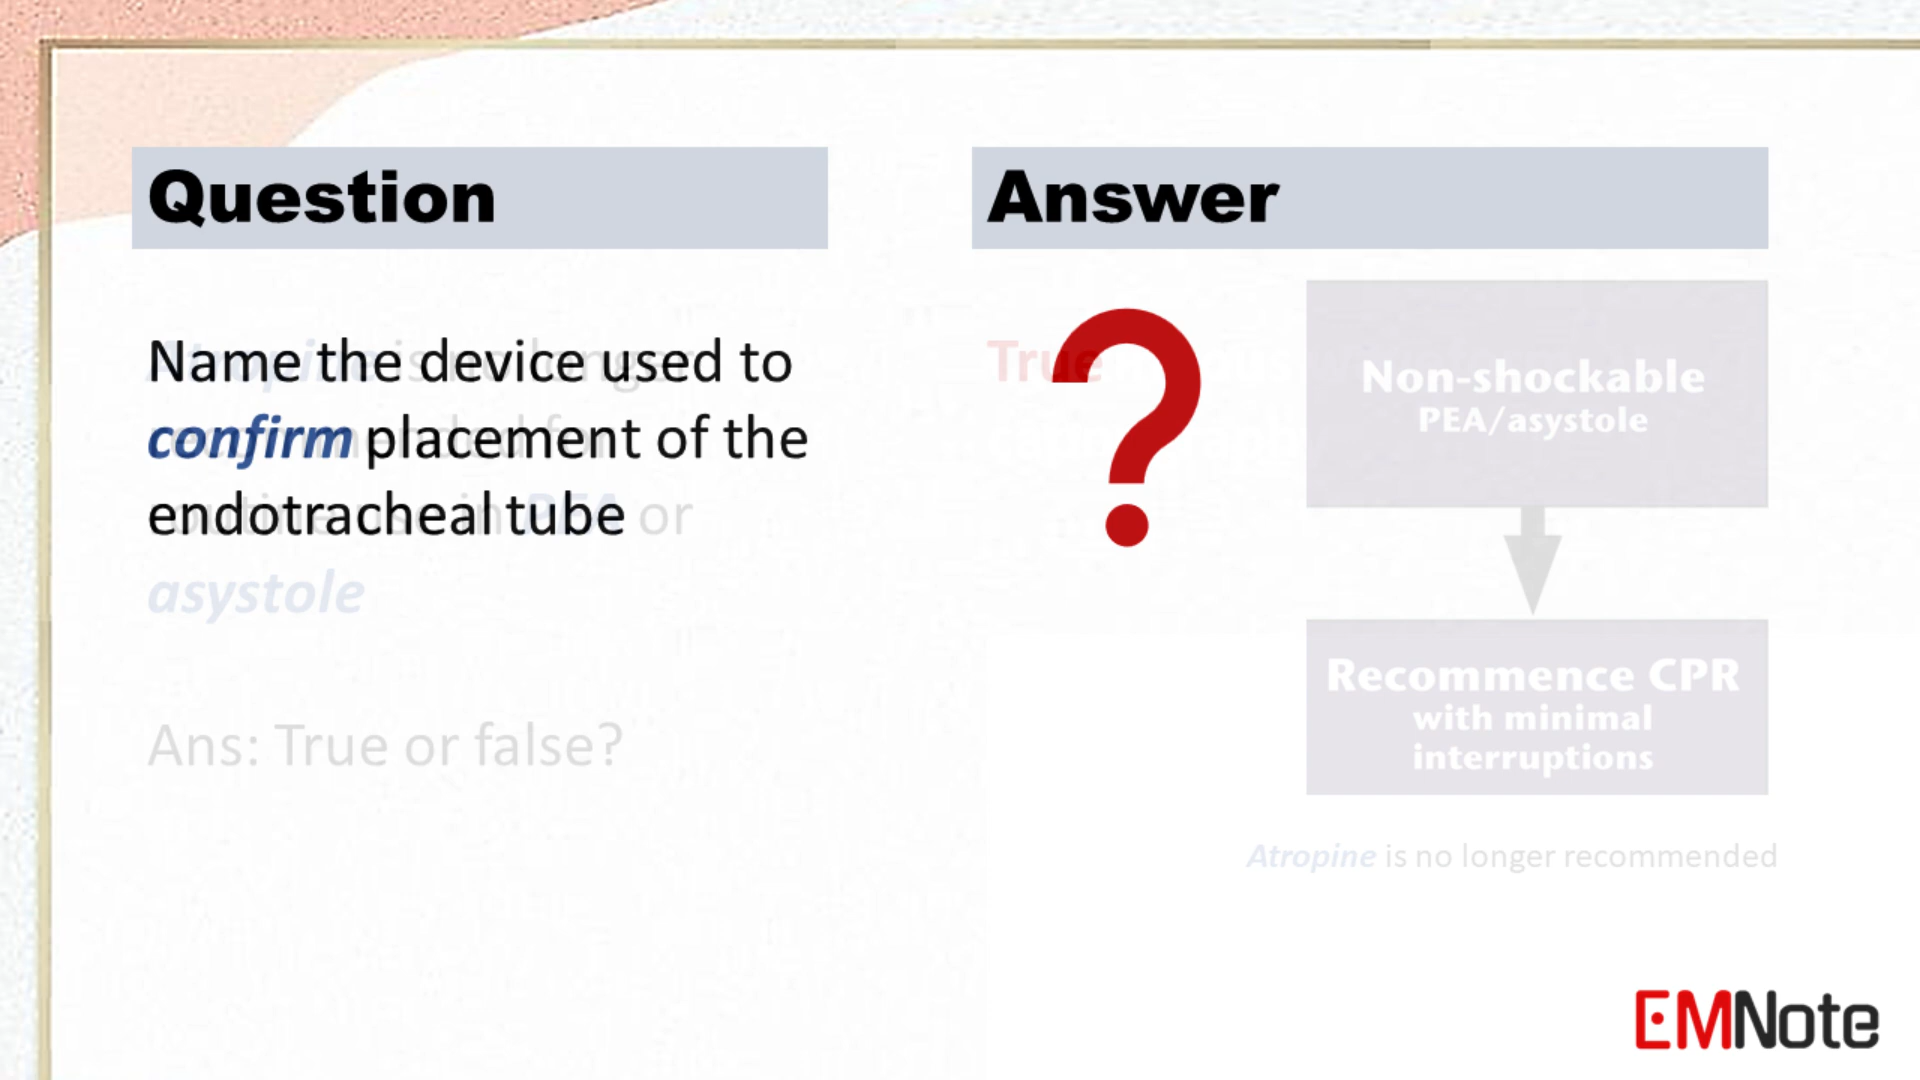 Question
Name the device used to
confirm placement of the
endotracheal tube
or
asystole
Ans: True or false?
Answer
True
?
Non-shockable
PEA/asystole
Recommence CPR
with minimal
interruptions
Atropine is no longer recommended
EMNote